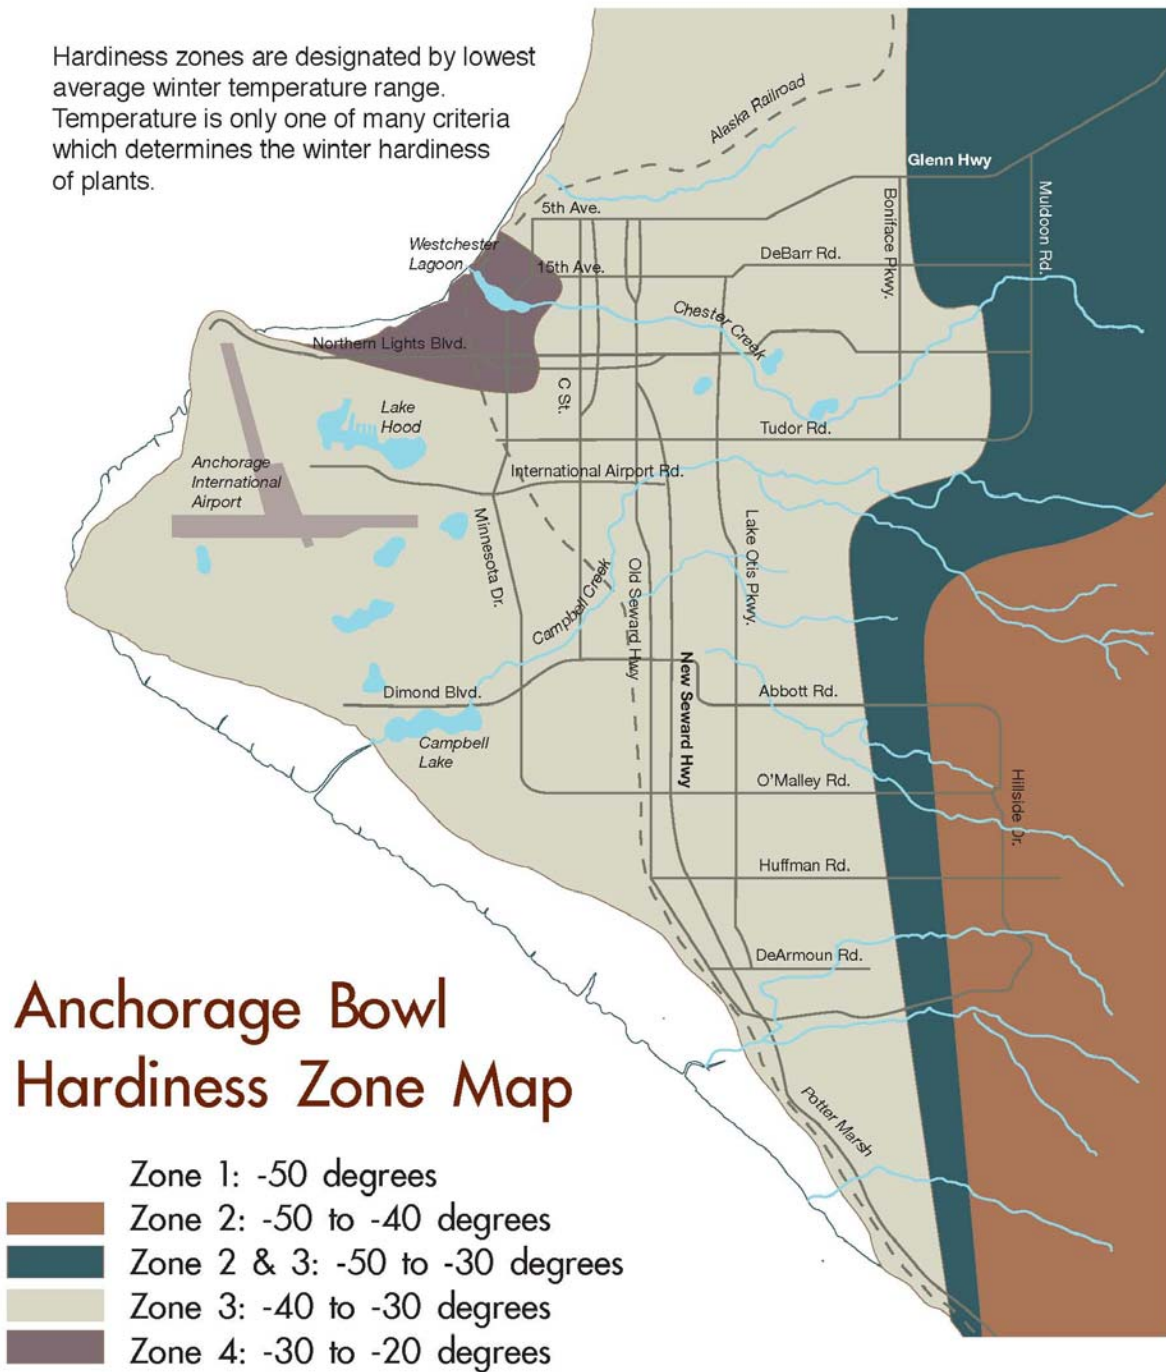 Hardiness zones are designated by lowest
average winter temperature range.
Temperature is only one of many criteria
which determines the winter hardiness
of plants.
Alaska Railroad
Glenn Hwy
5th Ave.
Boniface Pkwy.
Muldoon Rd.
Westchester
Lagoon
15th Ave.
DeBarr Rd.
Chester Creek
Northern Lights Blvd.
C St.
Lake
Hood
Tudor Rd.
Anchorage
International
Airport
International Airport Rd.
Minnesota Dr.
Lake Otis Pkwy.
Campbell Creek
Old Seward Hwy
New Seward Hwy
Dimond Blvd.
Abbott Rd.
Campbell
Lake
O'Malley Rd.
Hillside Dr.
Huffman Rd.
DeArmoun Rd.
Potter Marsh
Anchorage Bowl
Hardiness Zone Map
Zone 1: -50 degrees
Zone 2: -50 to -40 degrees
Zone 2 & 3: -50 to -30 degrees
Zone 3: -40 to -30 degrees
Zone 4: -30 to -20 degrees